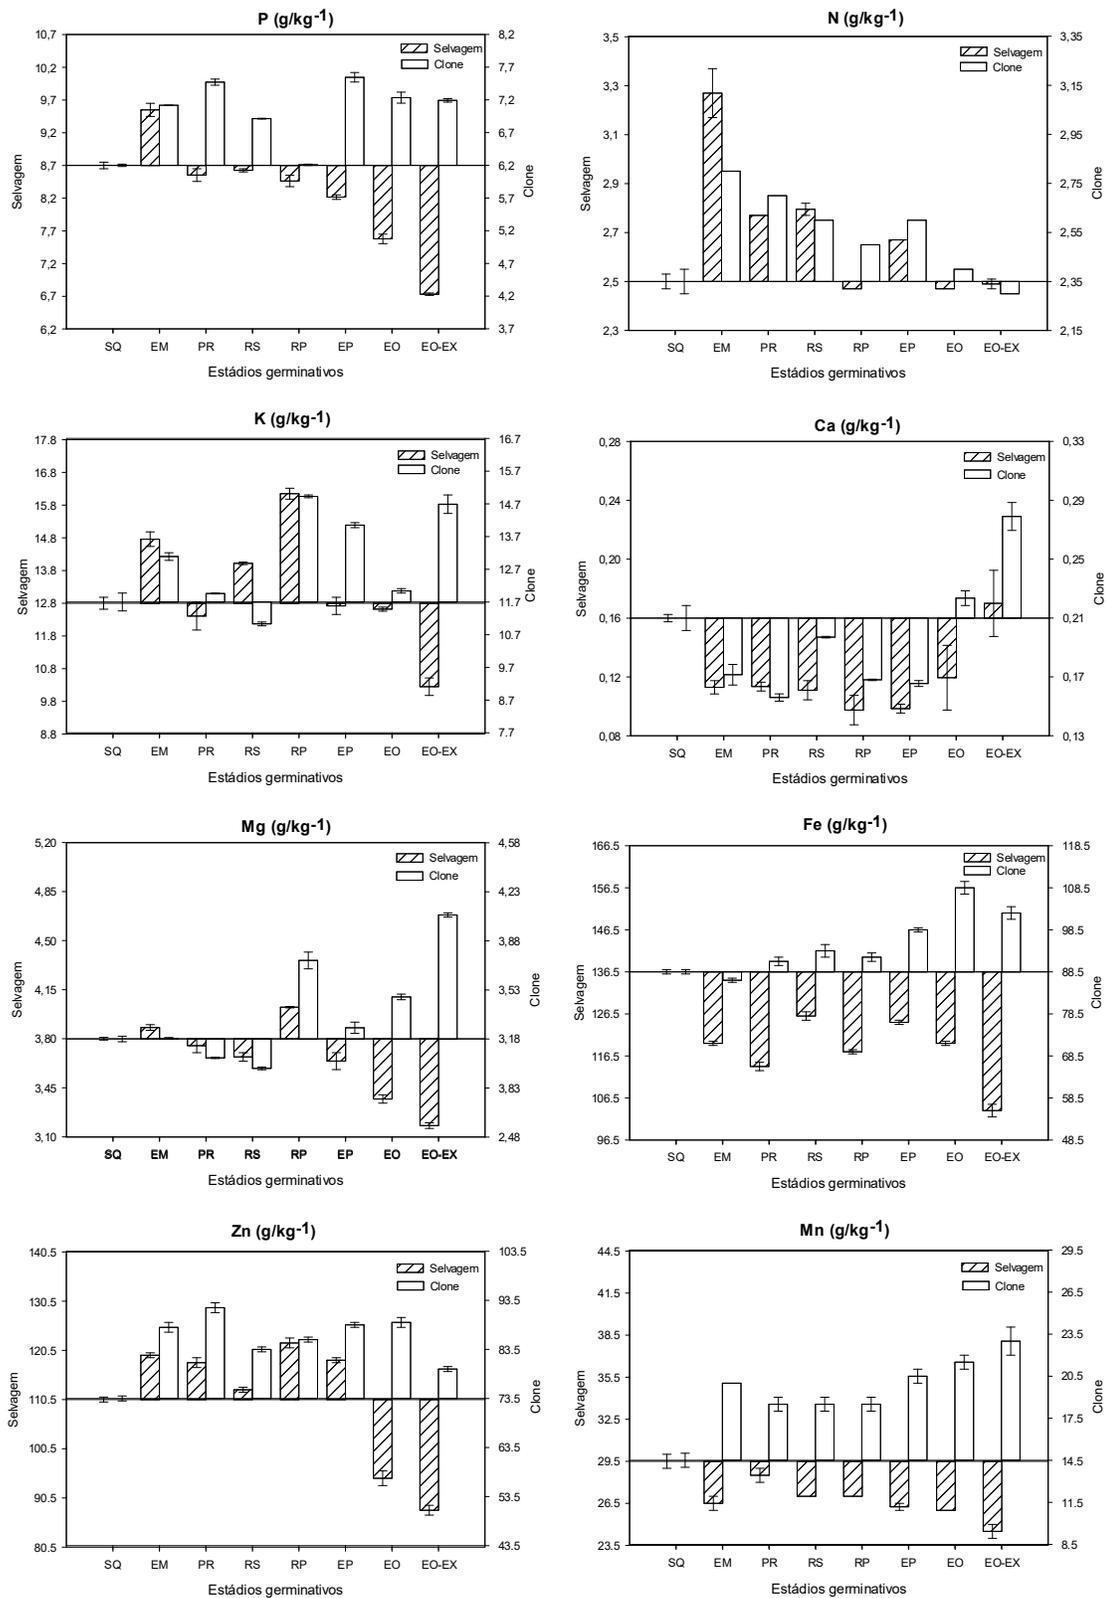 P (g/kg-1)
10,7
10,2
9,7
9,2
8,7
8,2
7,7
7,2
6,7
6,2
Selvagem
8,2
7,7
7,2
6,7
6,2
5,7
5,2
4,7
4,2
3,7
Clone
Selvagem
Clone
SQ EM PR RS RP EP EO EO-EX
Estádios germinativos
N (g/kg-1)
3,5
3,3
3,1
2,9
2,7
2,5
2,3
Selvagem
3,35
3,15
2,95
2,75
2,55
2,35
2,15
Clone
Selvagem
Clone
SQ EM PR RS RP EP EO EO-EX
Estádios germinativos
K (g/kg-1)
17.8
16.8
15.8
14.8
13.8
12.8
11.8
10.8
9.8
8.8
Selvagem
16.7
15.7
14.7
13.7
12.7
11.7
10.7
9.7
8.7
7.7
Clone
Selvagem
Clone
SQ EM PR RS RP EP EO EO-EX
Estádios germinativos
Ca (g/kg-1)
0,28
0,24
0,20
0,16
0,12
0,08
Selvagem
0,33
0,29
0,25
0,21
0,17
0,13
Clone
Selvagem
Clone
SQ EM PR RS RP EP EO EO-EX
Estádios germinativos
Mg (g/kg-1)
5,20
4,85
4,50
4,15
3,80
3,45
3,10
Selvagem
4,58
4,23
3,88
3,53
3,18
2,83
2,48
Clone
Selvagem
Clone
SQ EM PR RS RP EP EO EO-EX
Estádios germinativos
Fe (g/kg-1)
166.5
156.5
146.5
136.5
126.5
116.5
106.5
96.5
Selvagem
118.5
108.5
98.5
88.5
78.5
68.5
58.5
48.5
Clone
Selvagem
Clone
SQ EM PR RS RP EP EO EO-EX
Estádios germinativos
Zn (g/kg-1)
140.5
130.5
120.5
110.5
100.5
90.5
80.5
Selvagem
103.5
93.5
83.5
73.5
63.5
53.5
43.5
Clone
Selvagem
Clone
SQ EM PR RS RP EP EO EO-EX
Estádios germinativos
Mn (g/kg-1)
44.5
41.5
38.5
35.5
32.5
29.5
26.5
23.5
Selvagem
29.5
26.5
23.5
20.5
17.5
14.5
11.5
8.5
Clone
Selvagem
Clone
SQ EM PR RS RP EP EO EO-EX
Estádios germinativos